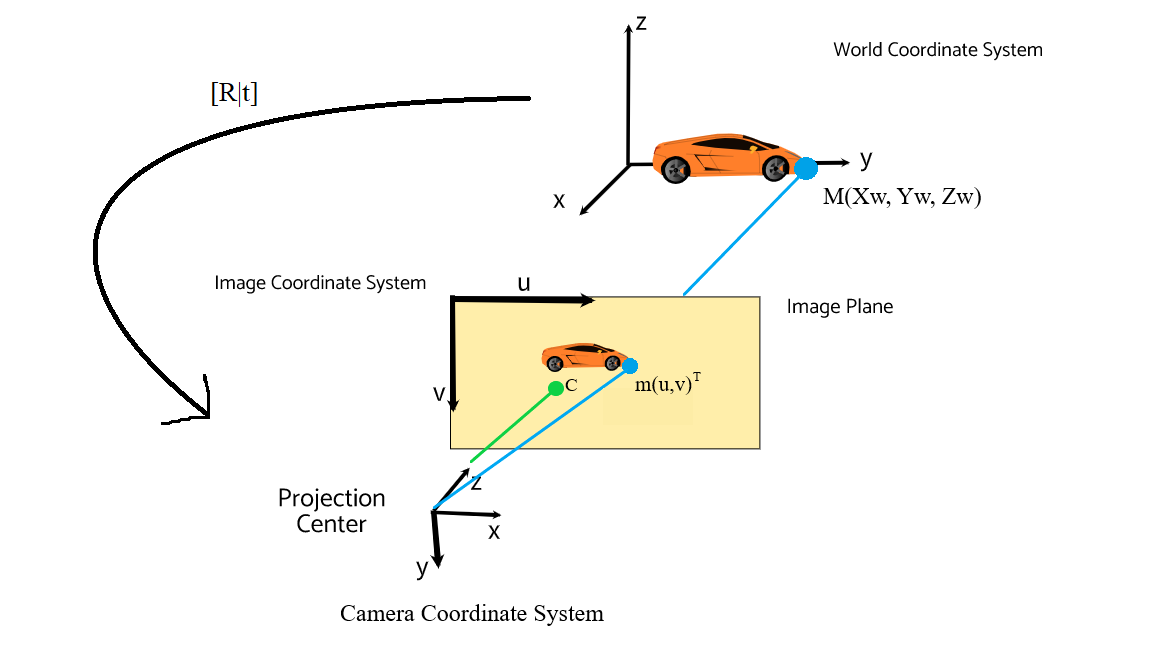 z
World Coordinate System
[R|t]
y
x
M(Xw, Yw, Zw)
Image Coordinate System
u
Image Plane
v
C
m(u,v)ᵀ
z
Projection
Center
x
y
Camera Coordinate System